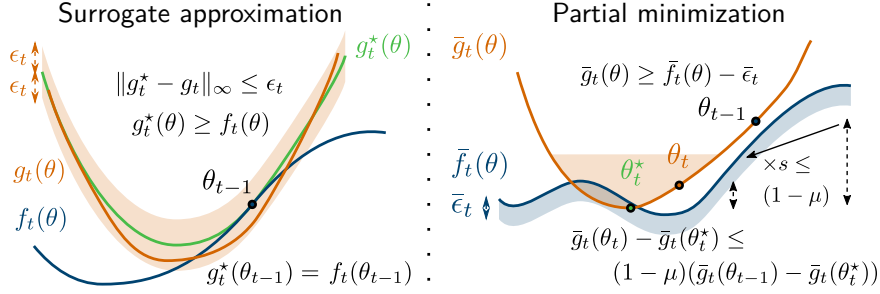 Surrogate approximation
ϵ_t
ϵ_t
g_t^⋆(θ)
‖g_t^⋆ − g_t‖_∞ ≤ ϵ_t
g_t^⋆(θ) ≥ f_t(θ)
g_t(θ)
f_t(θ)
θ_{t−1}
g_t^⋆(θ_{t−1}) = f_t(θ_{t−1})
Partial minimization
ḡ_t(θ)
ḡ_t(θ) ≥ f̄_t(θ) − ϵ̄_t
θ_{t−1}
f̄_t(θ)
ϵ̄_t
θ_t^⋆
θ_t
×s ≤
(1 − μ)
ḡ_t(θ_t) − ḡ_t(θ_t^⋆) ≤
(1 − μ)(ḡ_t(θ_{t−1}) − ḡ_t(θ_t^⋆))